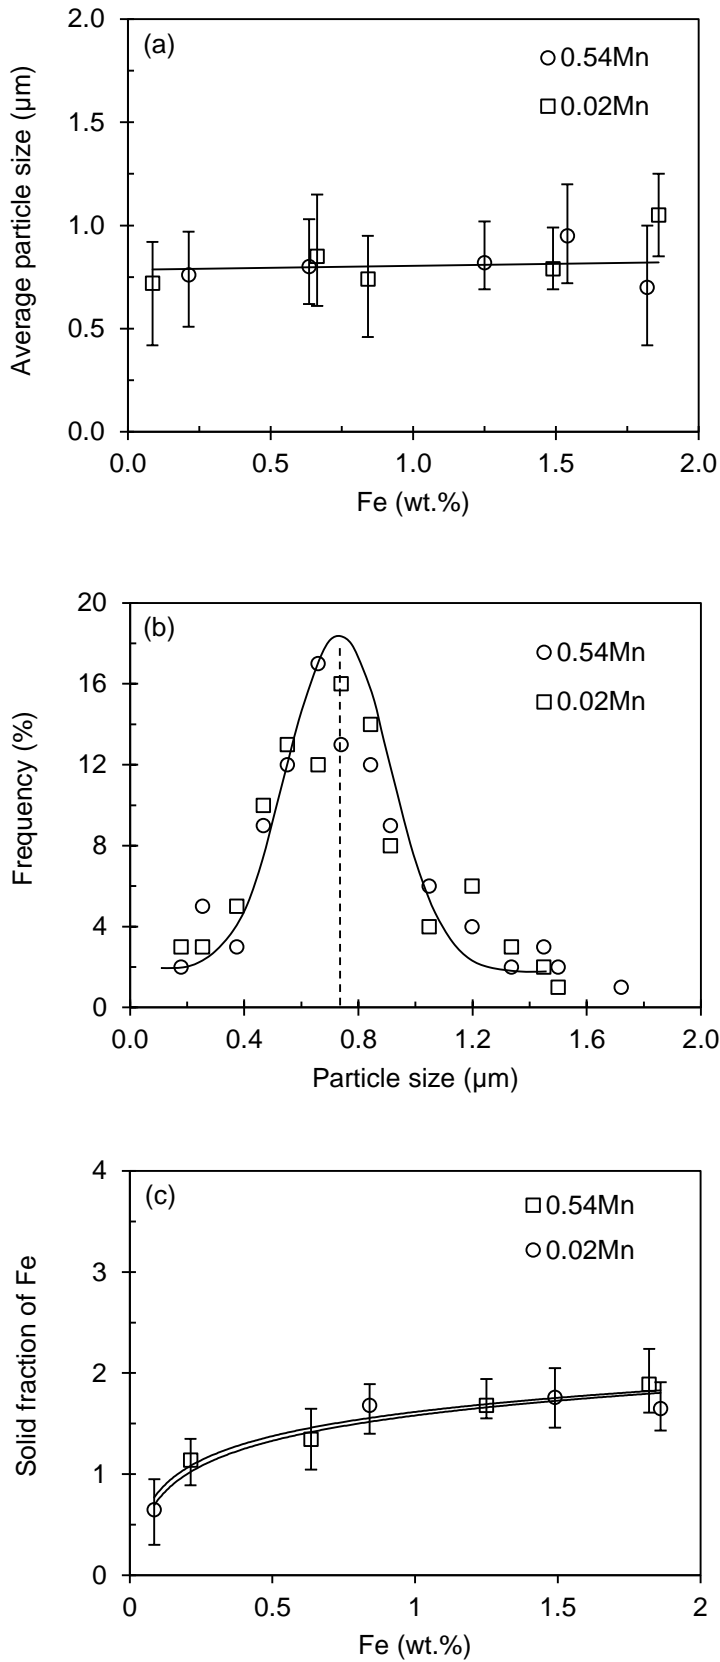 (a)
0.54Mn
0.02Mn
Average particle size (µm)
2.0
1.5
1.0
0.5
0.0
0.0 0.5 1.0 1.5 2.0
Fe (wt.%)
(b)
0.54Mn
0.02Mn
Frequency (%)
20
16
12
8
4
0
0.0 0.4 0.8 1.2 1.6 2.0
Particle size (µm)
(c)
0.54Mn
0.02Mn
Solid fraction of Fe
4
3
2
1
0
0 0.5 1 1.5 2
Fe (wt.%)